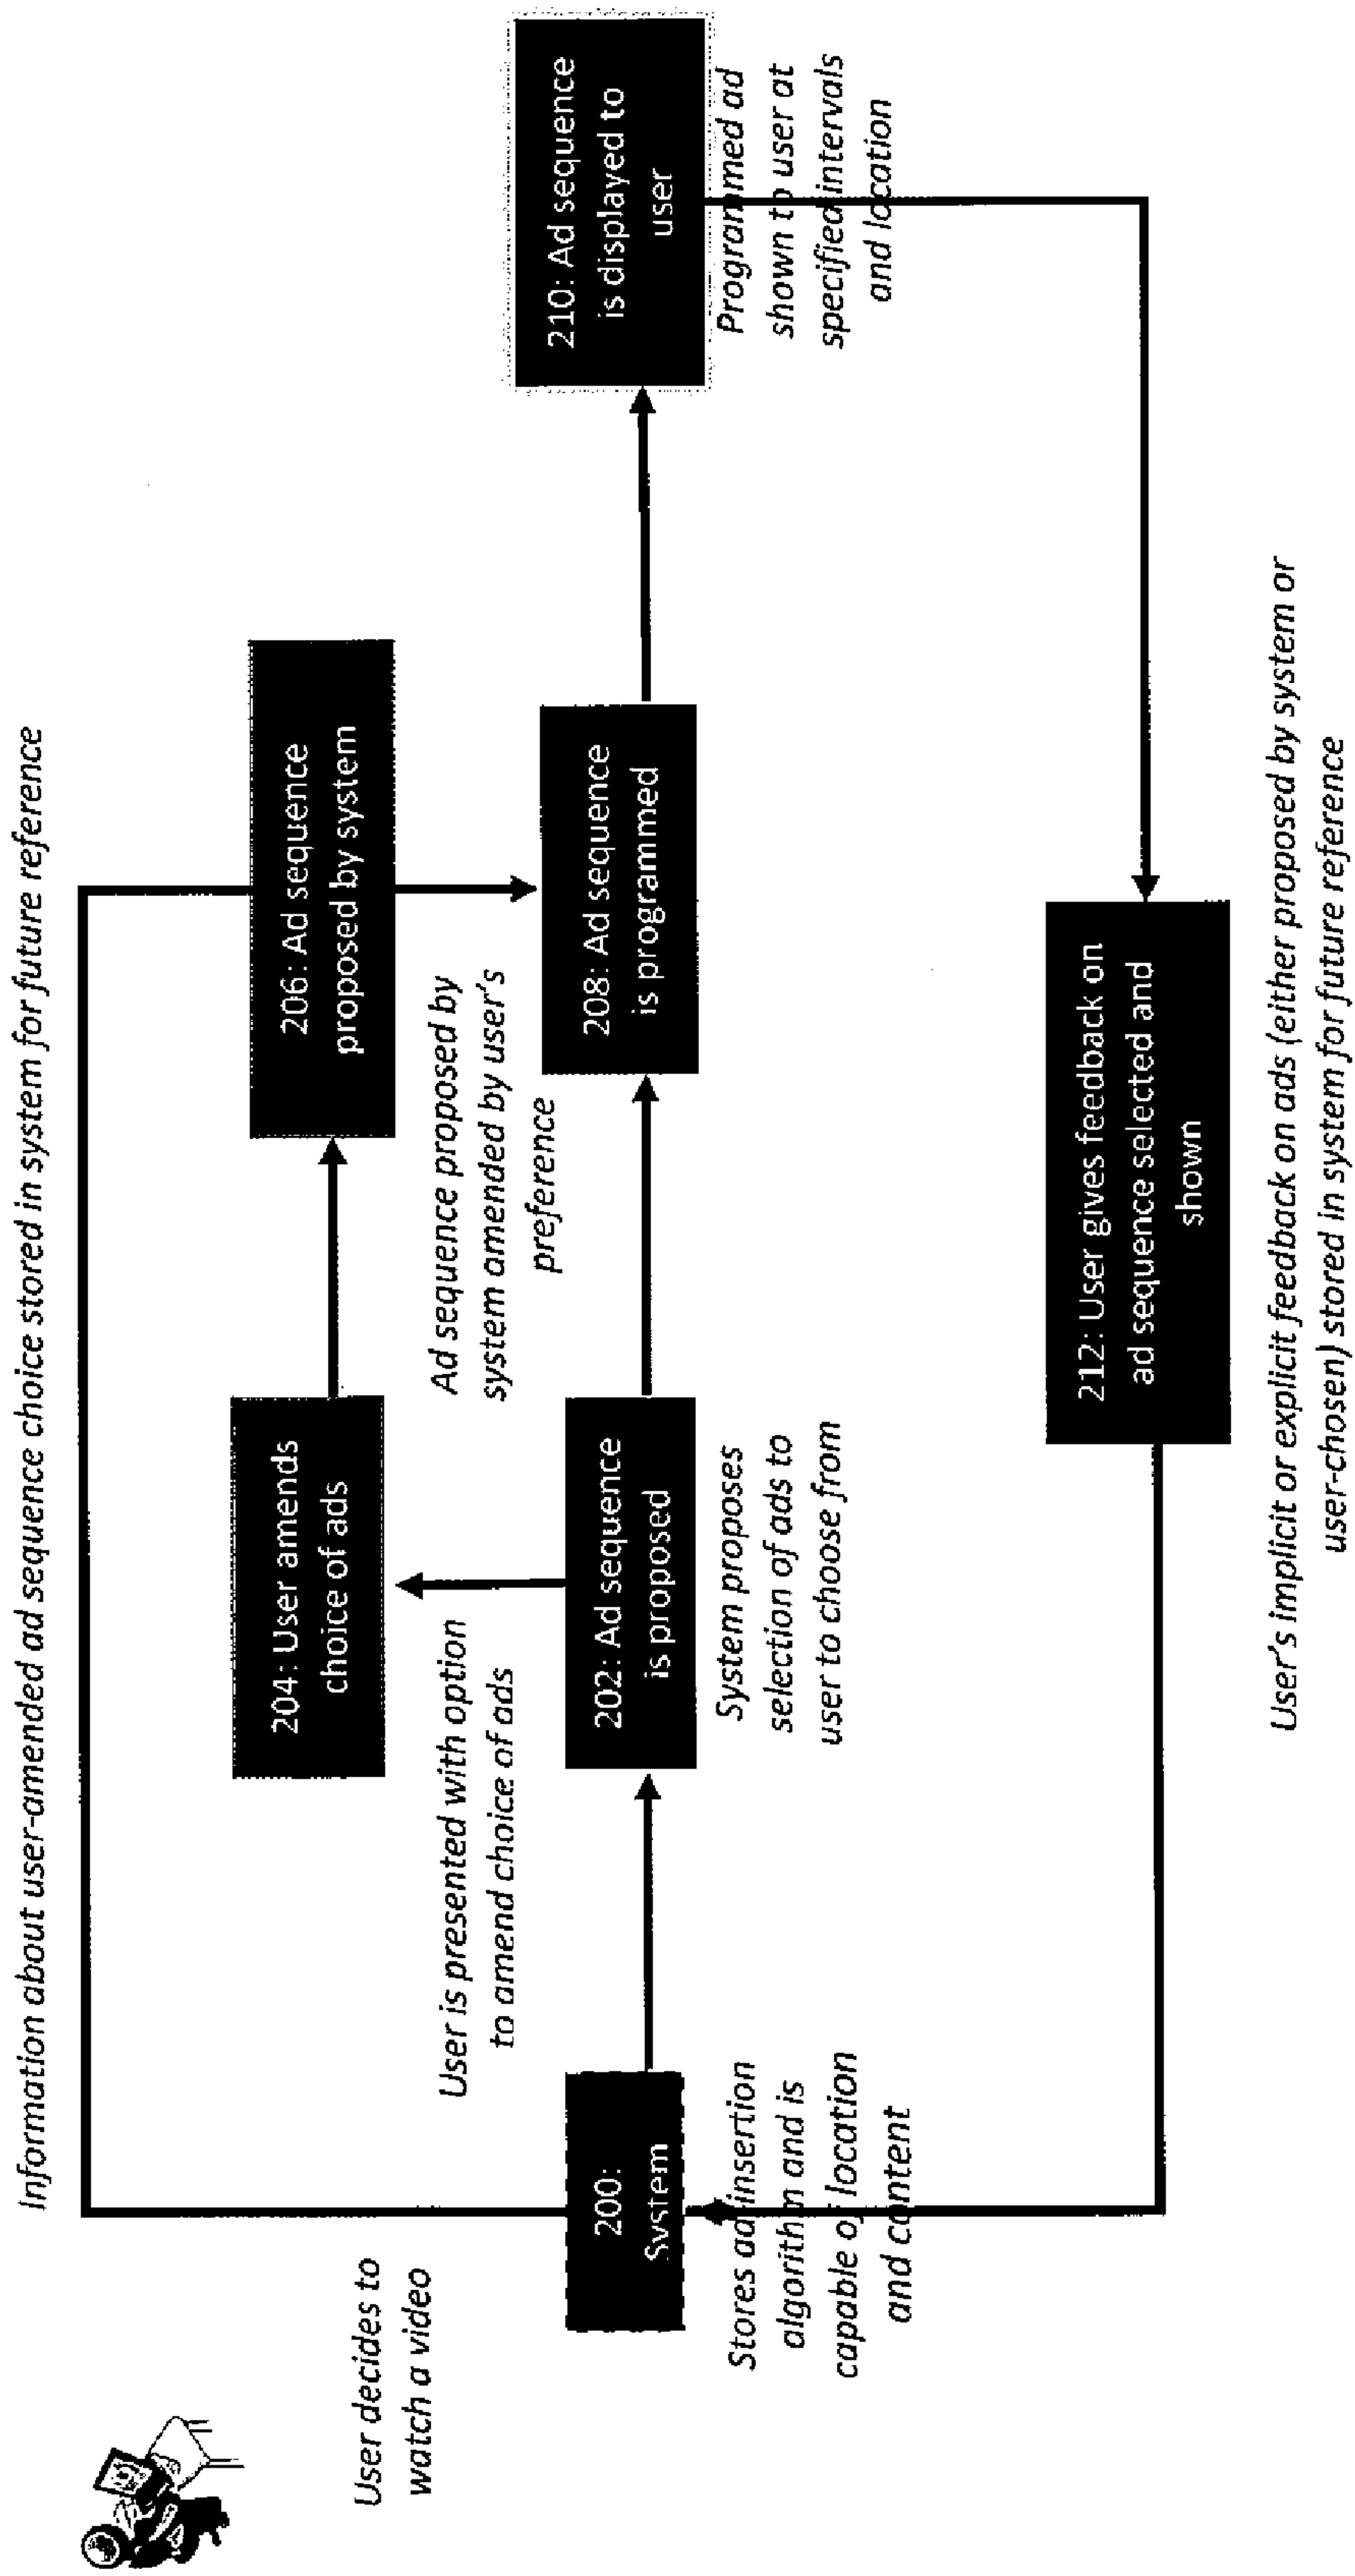 Information about user-amended ad sequence choice stored in system for future reference
User decides to
watch a video
204: User amends
choice of ads
206: Ad sequence
proposed by system
User is presented with option
to amend choice of ads
Ad sequence proposed by
system amended by user's
preference
200:
System
202: Ad sequence
is proposed
208: Ad sequence
is programmed
210: Ad sequence
is displayed to
user
Stores ad insertion
algorithm and is
capable of location
and content
System proposes
selection of ads to
user to choose from
Programmed ad
shown to user at
specified intervals
and location
212: User gives feedback on
ad sequence selected and
shown
User's implicit or explicit feedback on ads (either proposed by system or
user-chosen) stored in system for future reference